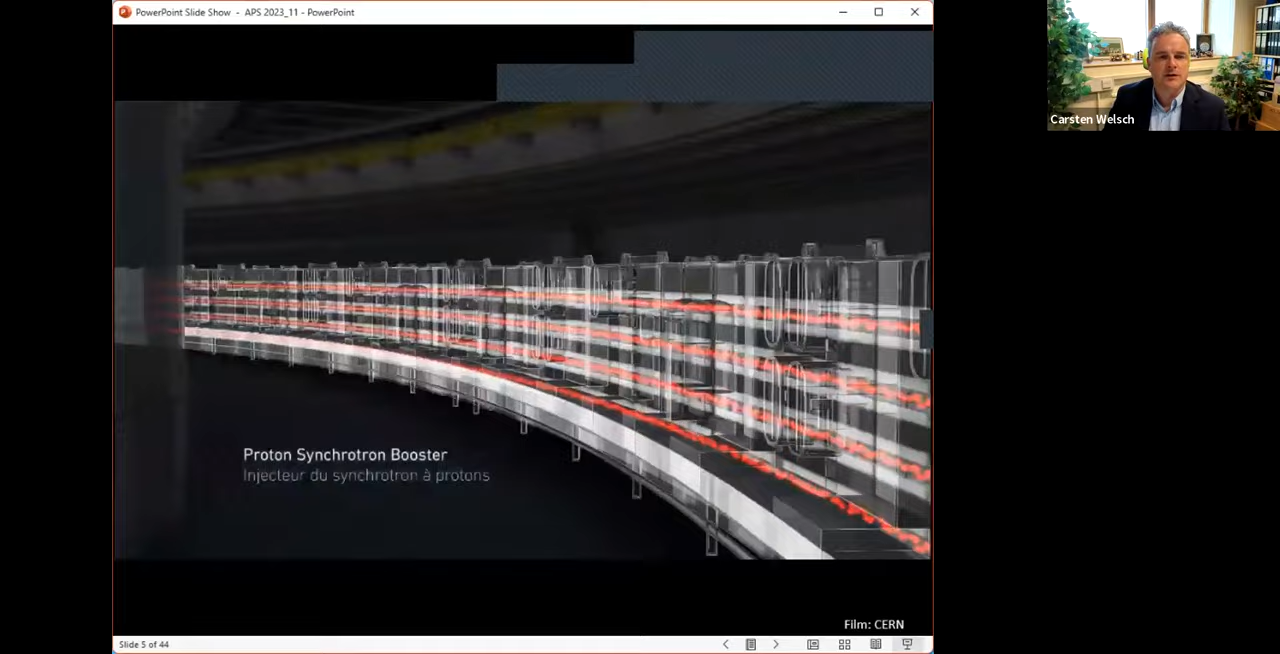 PowerPoint Slide Show - APS 2023_11 - PowerPoint
Carsten Welsch
Proton Synchrotron Booster
Injecteur du synchrotron à protons
Film: CERN
Slide 5 of 44